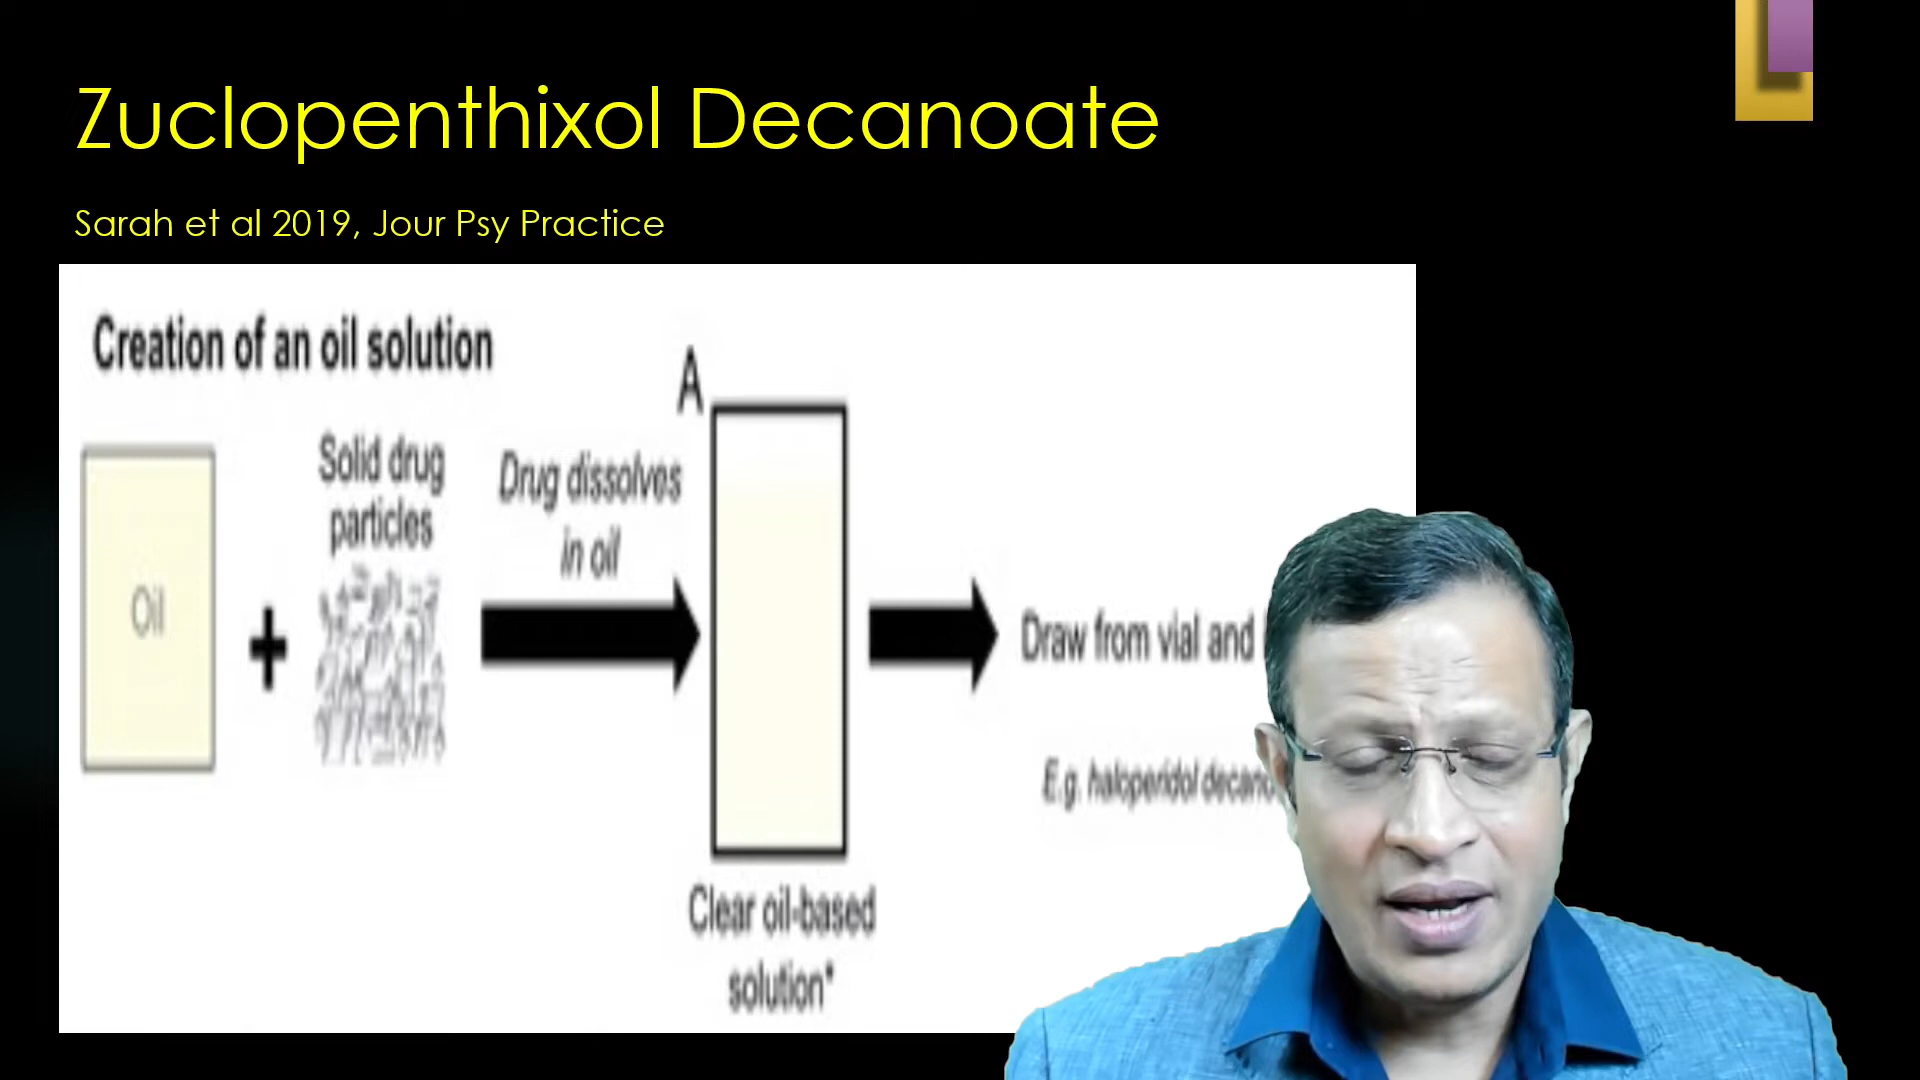 Zuclopenthixol Decanoate
Sarah et al 2019, Jour Psy Practice
Creation of an oil solution
A
Solid drug
particles
Drug dissolves
in oil
Oil
+
Draw from vial and
E.g. haloperidol
Clear oil-based
solution*